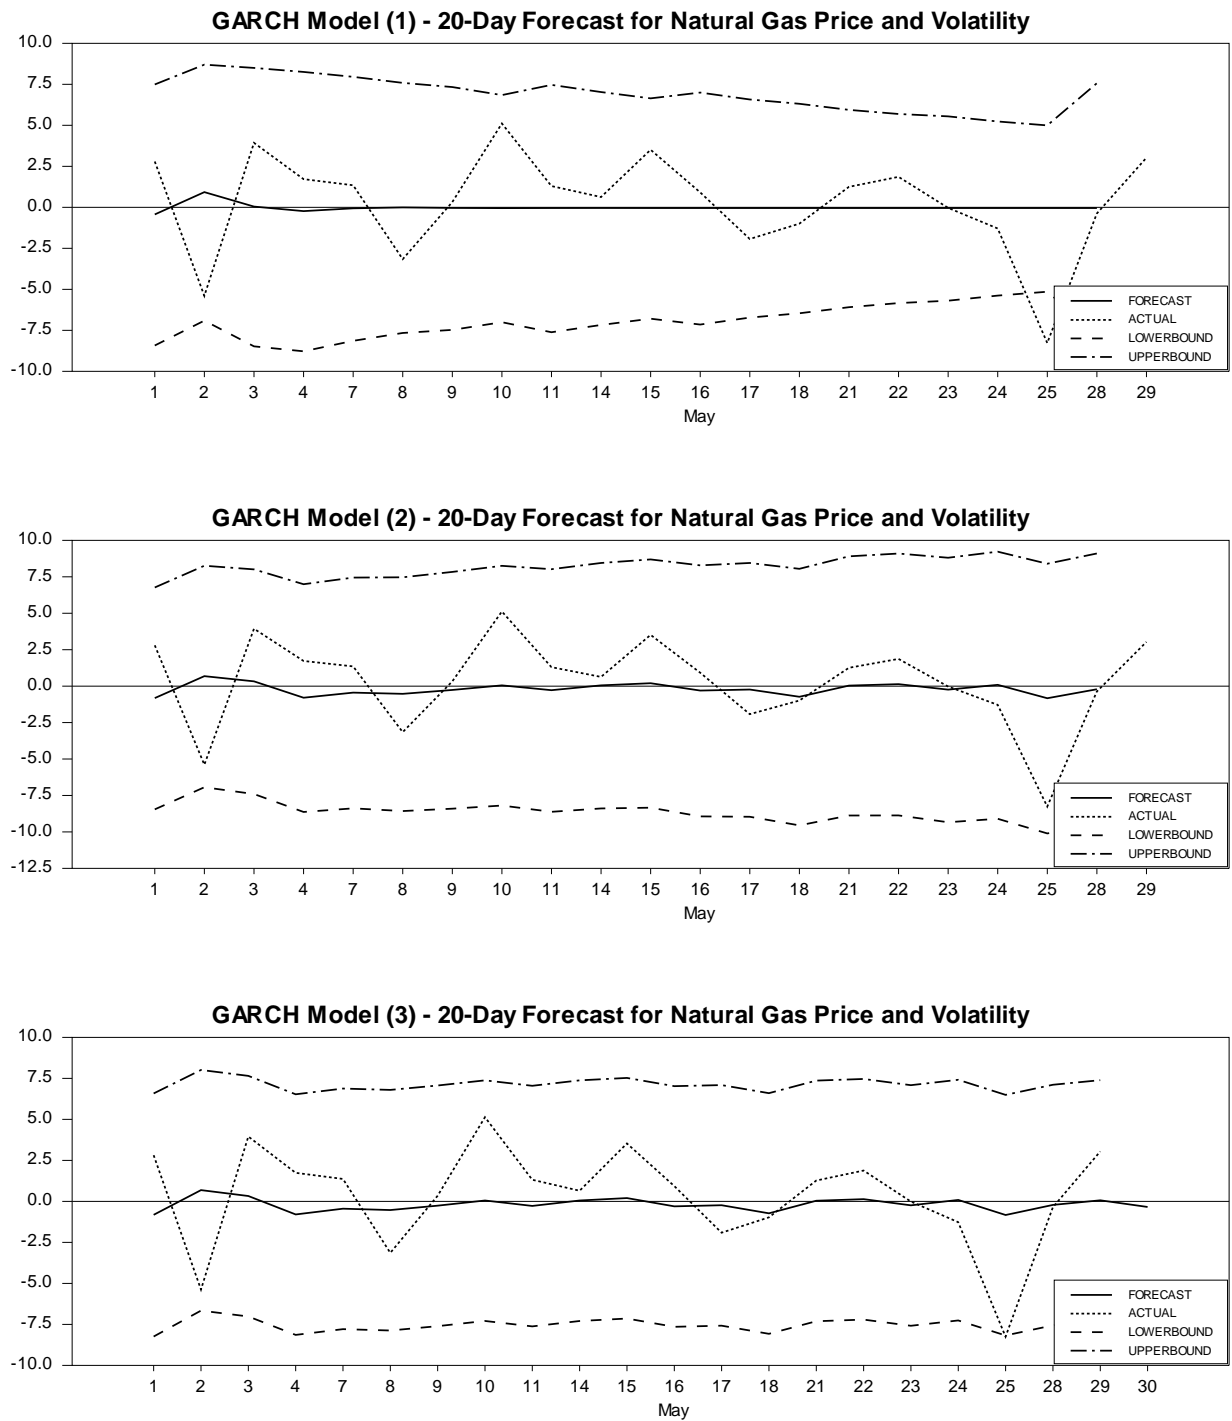 GARCH Model (1) - 20-Day Forecast for Natural Gas Price and Volatility
10.0
7.5
5.0
2.5
0.0
-2.5
-5.0
-7.5
-10.0
FORECAST
ACTUAL
LOWERBOUND
UPPERBOUND
1 2 3 4 7 8 9 10 11 14 15 16 17 18 21 22 23 24 25 28 29
May
GARCH Model (2) - 20-Day Forecast for Natural Gas Price and Volatility
10.0
7.5
5.0
2.5
0.0
-2.5
-5.0
-7.5
-10.0
-12.5
FORECAST
ACTUAL
LOWERBOUND
UPPERBOUND
1 2 3 4 7 8 9 10 11 14 15 16 17 18 21 22 23 24 25 28 29
May
GARCH Model (3) - 20-Day Forecast for Natural Gas Price and Volatility
10.0
7.5
5.0
2.5
0.0
-2.5
-5.0
-7.5
-10.0
FORECAST
ACTUAL
LOWERBOUND
UPPERBOUND
1 2 3 4 7 8 9 10 11 14 15 16 17 18 21 22 23 24 25 28 29 30
May